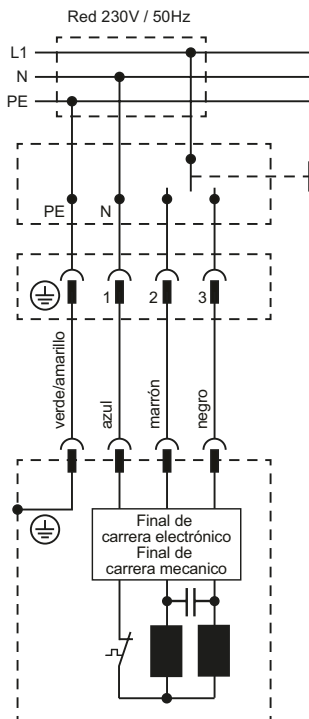 Red 230V / 50Hz
L1
N
PE
PE N
1 2 3
verde/amarillo
azul
marrón
negro
Final de
carrera electrónico
Final de
carrera mecanico